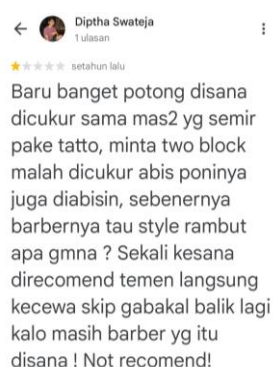 Diptha Swateja
1 ulasan
setahun lalu
Baru banget potong disana
dicukur sama mas2 yg semir
pake tatto, minta two block
malah dicukur abis poninya
juga diabisin, sebenernya
barbernya tau style rambut
apa gmna ? Sekali kesana
direcomend temen langsung
kecewa skip gabakal balik lagi
kalo masih barber yg itu
disana ! Not recomend!